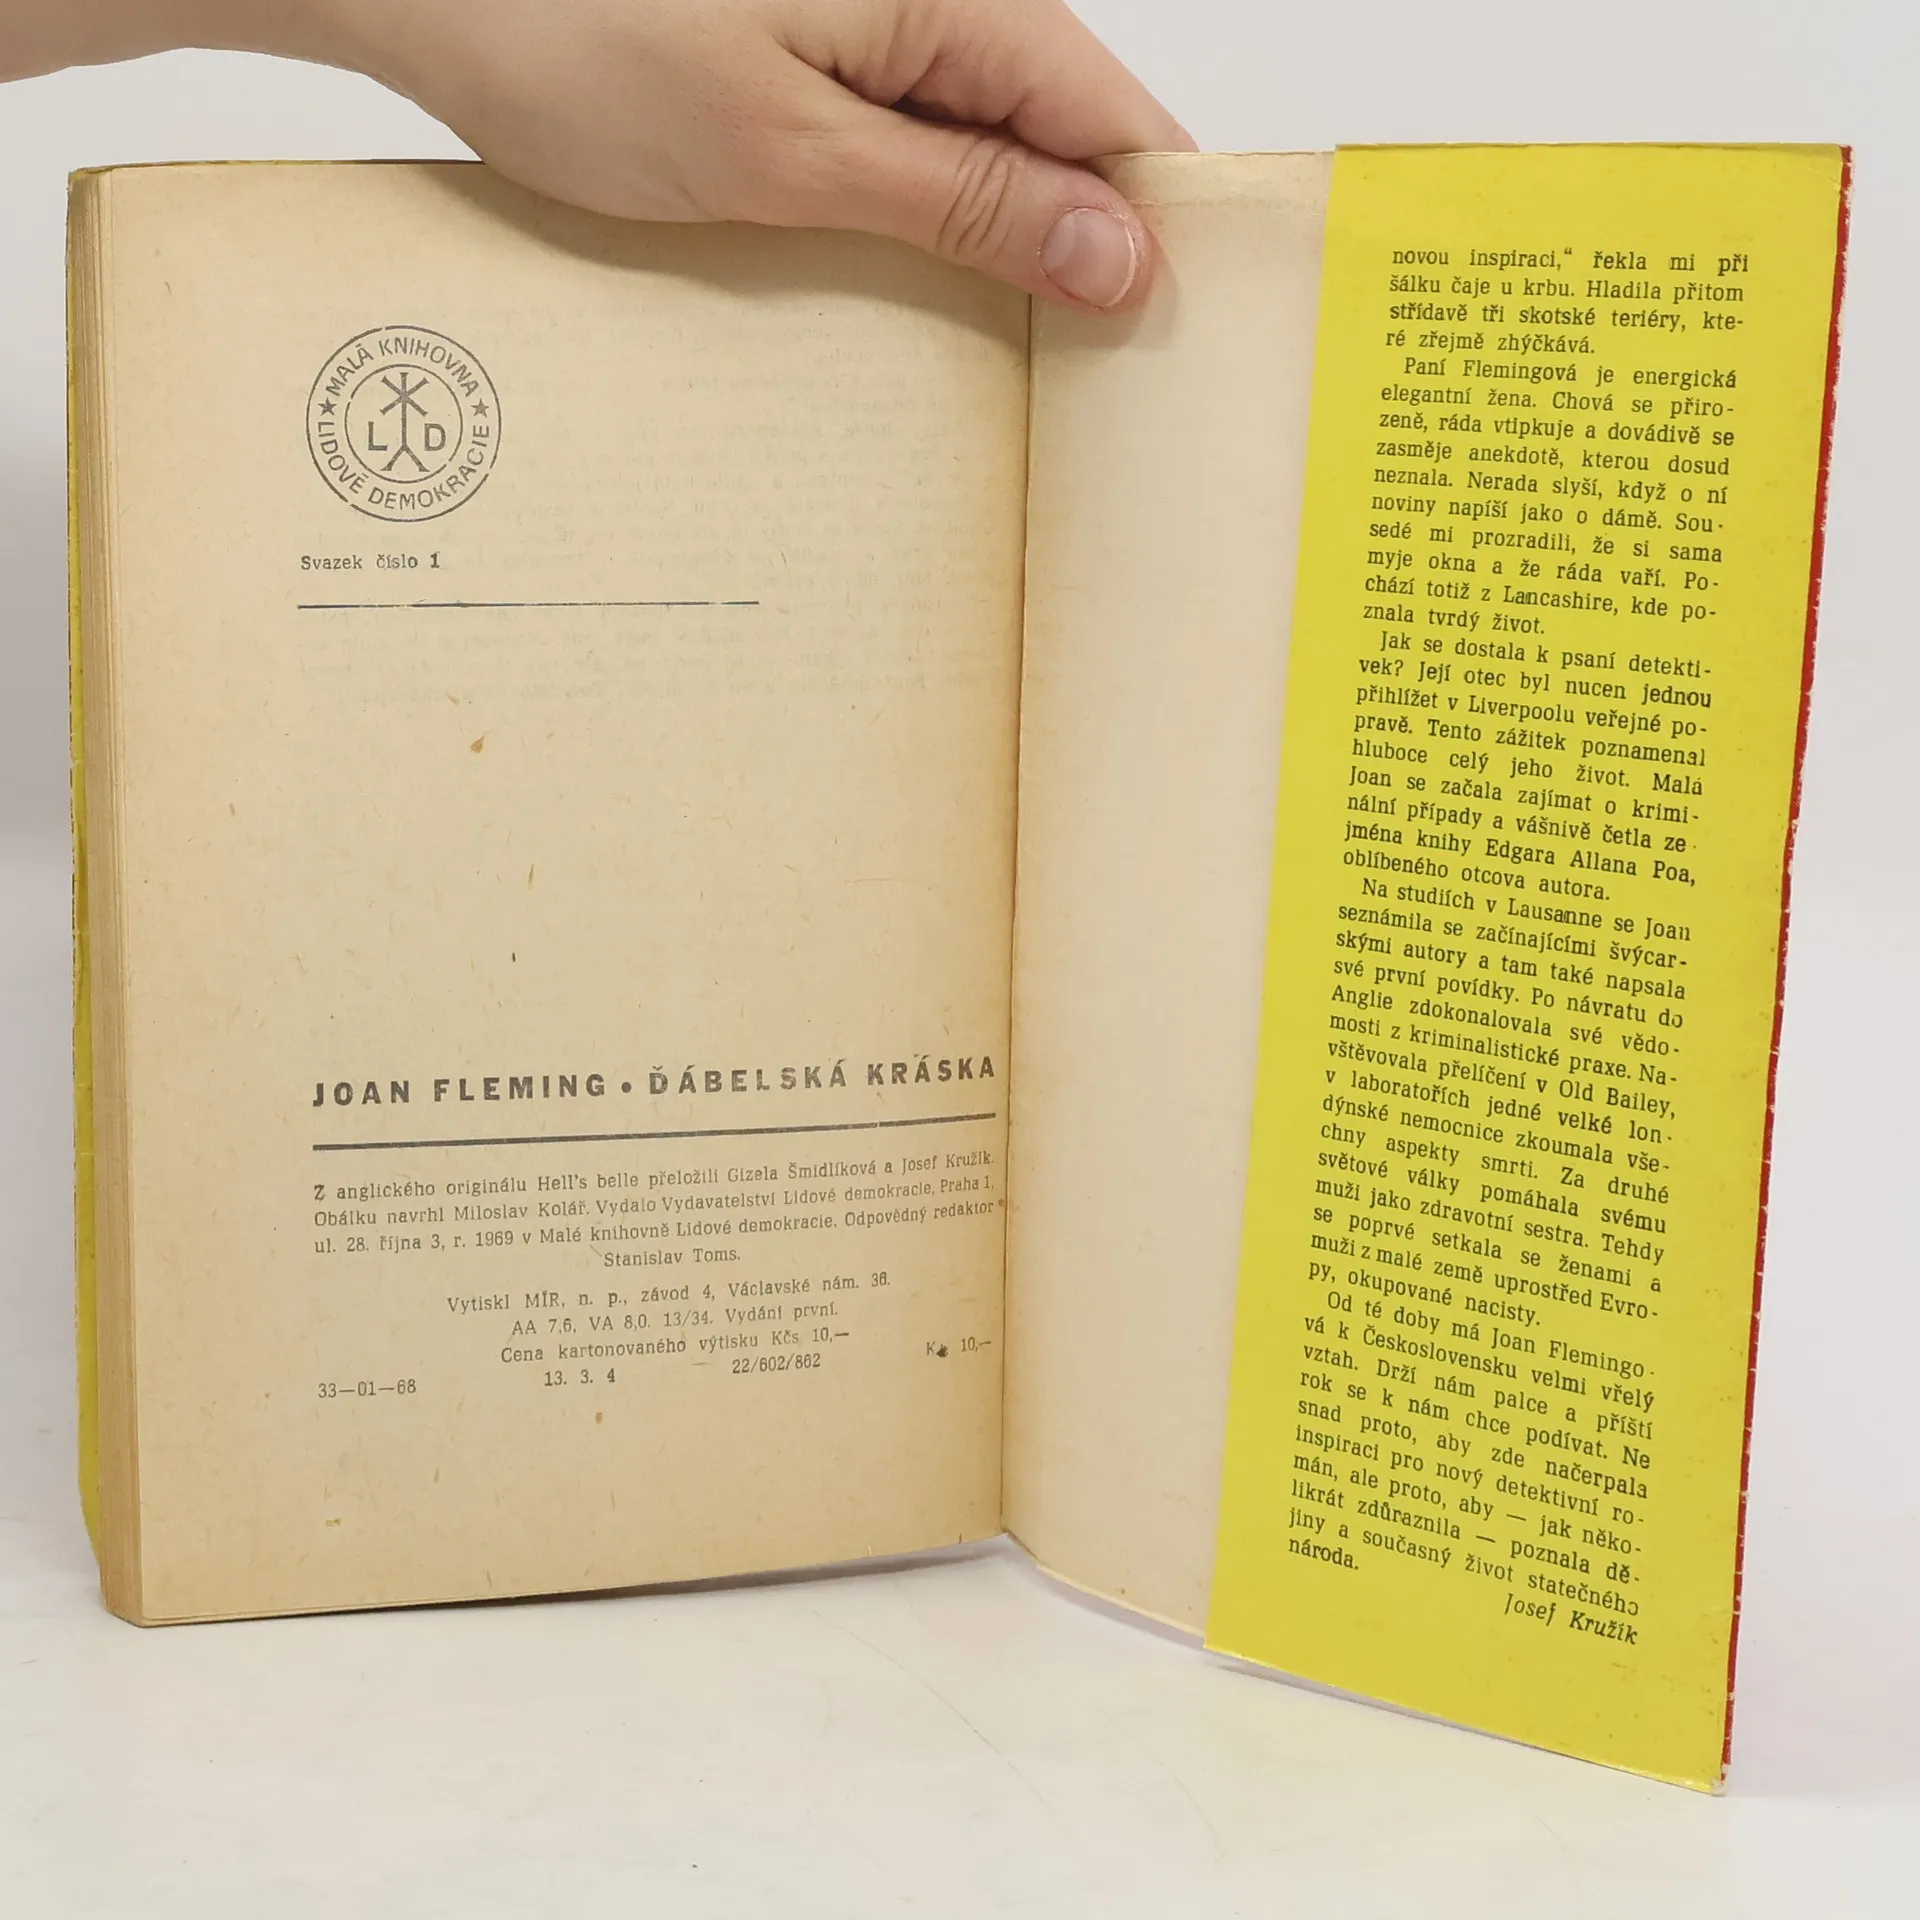 MALÁ KNIHOVNA
LIDOVÉ DEMOKRACIE
L D
Svazek číslo 1
JOAN FLEMING • ĎÁBELSKÁ KRÁSKA
Z anglického originálu Hell's belle přeložili Gizela Šmidlíková a Josef Kružík.
Obálku navrhl Miloslav Kolář. Vydalo Vydavatelství Lidové demokracie, Praha 1,
ul. 28. října 3, r. 1969 v Malé knihovně Lidové demokracie. Odpovědný redaktor
Stanislav Toms.
Vytiskl MÍR, n. p., závod 4, Václavské nám. 36.
AA 7,6, VA 8,0. 13/34. Vydání první.
Cena kartonovaného výtisku Kčs 10,—
13. 3. 4 — 22/602/862 10,—
33—01—68
novou inspiraci,“ řekla mi při
šálku čaje u krbu. Hladila přitom
střídavě tři skotské teriéry, kte-
ré zřejmě zhýčkává.
Paní Flemingová je energická
elegantní žena. Chová se přiro-
zeně, ráda vtipkuje a dovádivě se
zasměje anekdotě, kterou dosud
neznala. Nerada slyší, když o ní
noviny napíší jako o dámě. Sou-
sedé mi prozradili, že si sama
myje okna a že ráda vaří. Po-
chází totiž z Lancashire, kde po-
znala tvrdý život.
Jak se dostala k psaní detekti-
vek? Její otec byl nucen jednou
přihlížet v Liverpoolu veřejné po-
pravě. Tento zážitek poznamenal
hluboce celý jeho život. Malá
Joan se začala zajímat o krimi-
nální případy a vášnivě četla ze-
jména knihy Edgara Allana Poa,
oblíbeného otcova autora.
Na studiích v Lausanne se Joan
seznámila se začínajícími švýcar-
skými autory a tam také napsala
své první povídky. Po návratu do
Anglie zdokonalovala své vědo-
mosti z kriminalistické praxe. Na-
vštěvovala přelíčení v Old Bailey,
v laboratořích jedné velké lon-
dýnské nemocnice zkoumala vše-
chny aspekty smrti. Za druhé
světové války pomáhala svému
muži jako zdravotní sestra. Tehdy
se poprvé setkala se ženami a
muži z malé země uprostřed Evro-
py, okupované nacisty.
Od té doby má Joan Flemingo-
vá k Československu velmi vřelý
vztah. Drží nám palce a příští
rok se k nám chce podívat. Ne
snad proto, aby zde načerpala
inspiraci pro nový detektivní ro-
mán, ale proto, aby — jak něko-
likrát zdůraznila — poznala dě-
jiny a současný život statečného
národa.
Josef Kružík